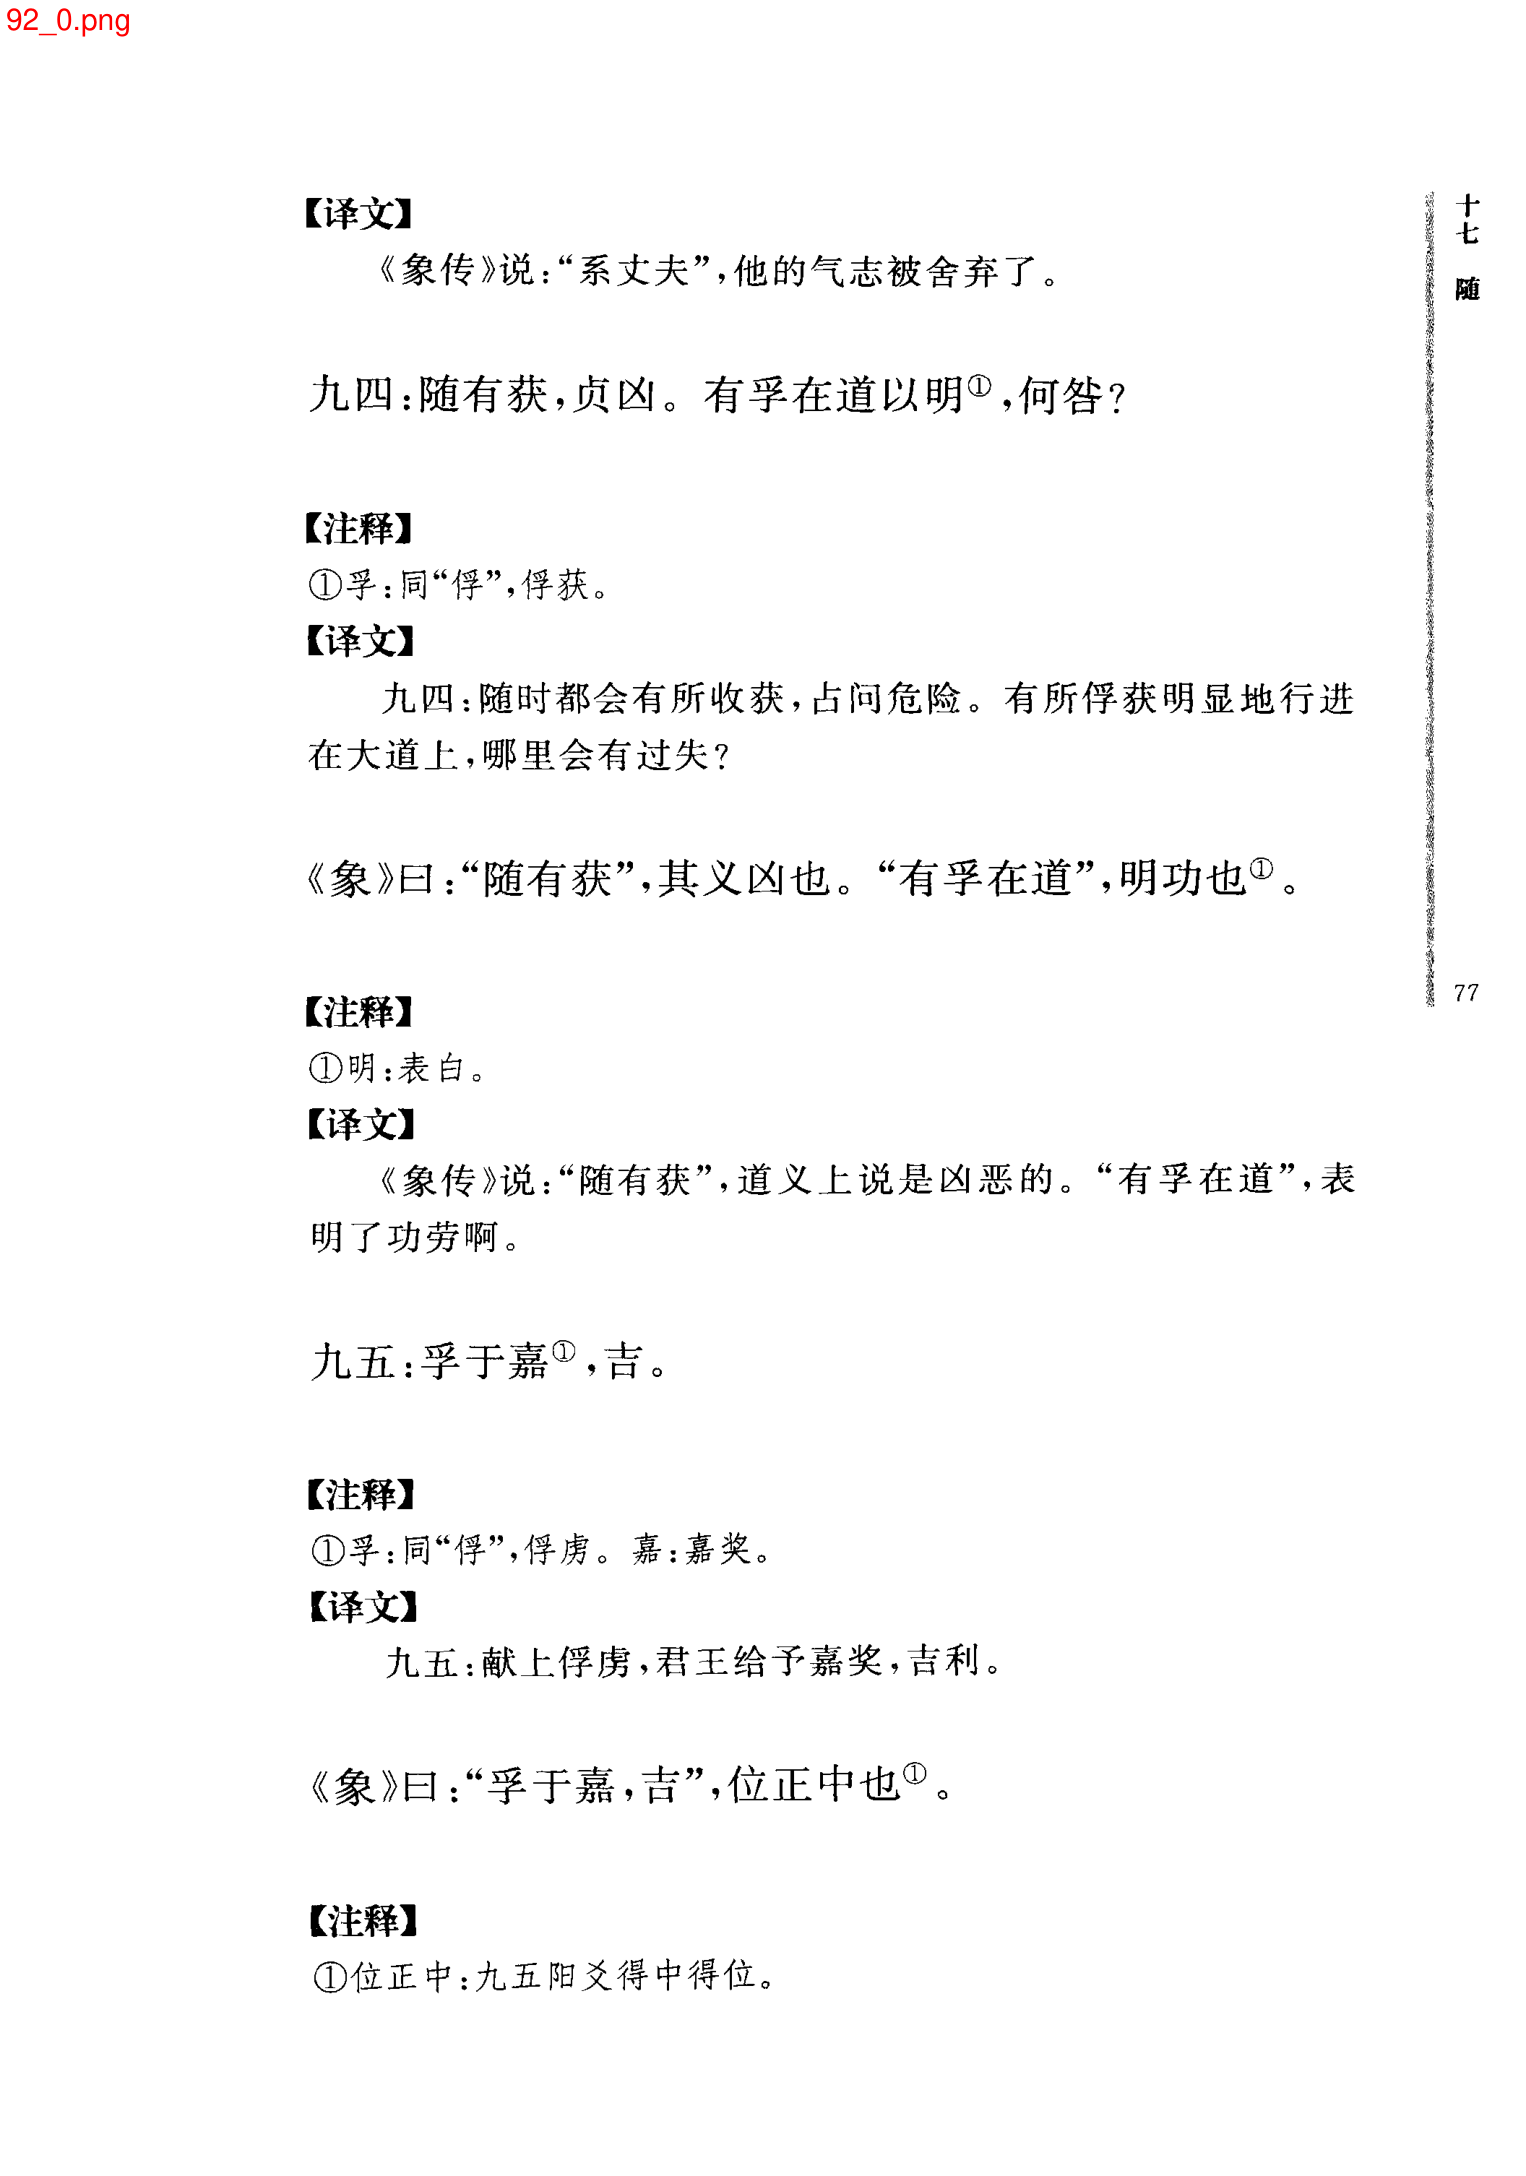 92_0.png
【译文】
《象传》说:“系丈夫”,他的气志被舍弃了。
九四:随有获,贞凶。有孚在道以明①,何咎?
【注释】
①孚:同“俘”,俘获。
【译文】
九四:随时都会有所收获,占问危险。有所俘获明显地行进
在大道上,哪里会有过失?
《象》曰:“随有获”,其义凶也。“有孚在道”,明功也①。
【注释】
①明:表白。
【译文】
《象传》说:“随有获”,道义上说是凶恶的。“有孚在道”,表
明了功劳啊。
九五:孚于嘉①,吉。
【注释】
①孚:同“俘”,俘虏。嘉:嘉奖。
【译文】
九五:献上俘虏,君王给予嘉奖,吉利。
《象》曰:“孚于嘉,吉”,位正中也①。
【注释】
①位正中:九五阳爻得中得位。
十七 随
77